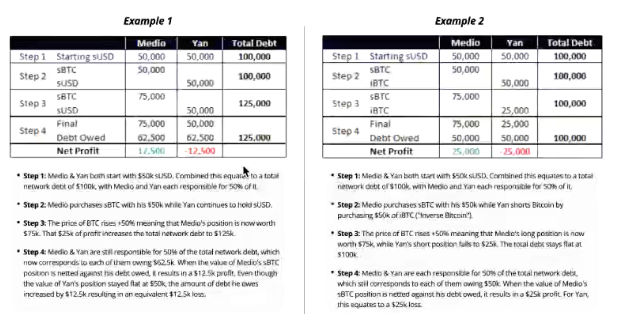 Example 1
Medio Yan Total Debt
Step 1 Starting sUSD 50,000 50,000 100,000
Step 2 sBTC 50,000 100,000
sUSD 50,000
Step 3 sBTC 75,000 125,000
sUSD 50,000
Step 4 Final 75,000 50,000
Debt Owed 62,500 62,500 125,000
Net Profit 12,500 -12,500
• Step 1: Medio & Yan both start with $50k sUSD. Combined this equates to a total
network debt of $100k, with Medio and Yan each responsible for 50% of it.
• Step 2: Medio purchases sBTC with his $50k while Yan continues to hold sUSD.
• Step 3: The price of BTC rises +50% meaning that Medio's position is now worth
$75k. That $25k of profit increases the total network debt to $125k.
• Step 4: Medio & Yan are still responsible for 50% of the total network debt, which
now corresponds to each of them owing $62.5k. When the value of Medio's sBTC
position is netted against his debt owed, it results in a $12.5k profit. Even though
the value of Yan's position stayed flat at $50k, the amount of debt he owes
increased by $12.5k resulting in an equivalent $12.5k loss.
Example 2
Medio Yan Total Debt
Step 1 Starting sUSD 50,000 50,000 100,000
Step 2 sBTC 50,000 100,000
iBTC 50,000
Step 3 sBTC 75,000 100,000
iBTC 25,000
Step 4 Final 75,000 25,000
Debt Owed 50,000 50,000 100,000
Net Profit 25,000 -25,000
• Step 1: Medio & Yan both start with $50k sUSD. Combined this equates to a total
network debt of $100k, with Medio and Yan each responsible for 50% of it.
• Step 2: Medio purchases sBTC with his $50k while Yan shorts Bitcoin by
purchasing $50k of iBTC ("Inverse Bitcoin").
• Step 3: The price of BTC rises +50% meaning that Medio's long position is now
worth $75k, while Yan's short position falls to $25k. The total debt stays flat at
$100k.
• Step 4: Medio & Yan are each responsible for 50% of the total network debt,
which still corresponds to each of them owing $50k. When the value of Medio's
sBTC position is netted against his debt owed, it results in a $25k profit. For Yan,
this equates to a $25k loss.